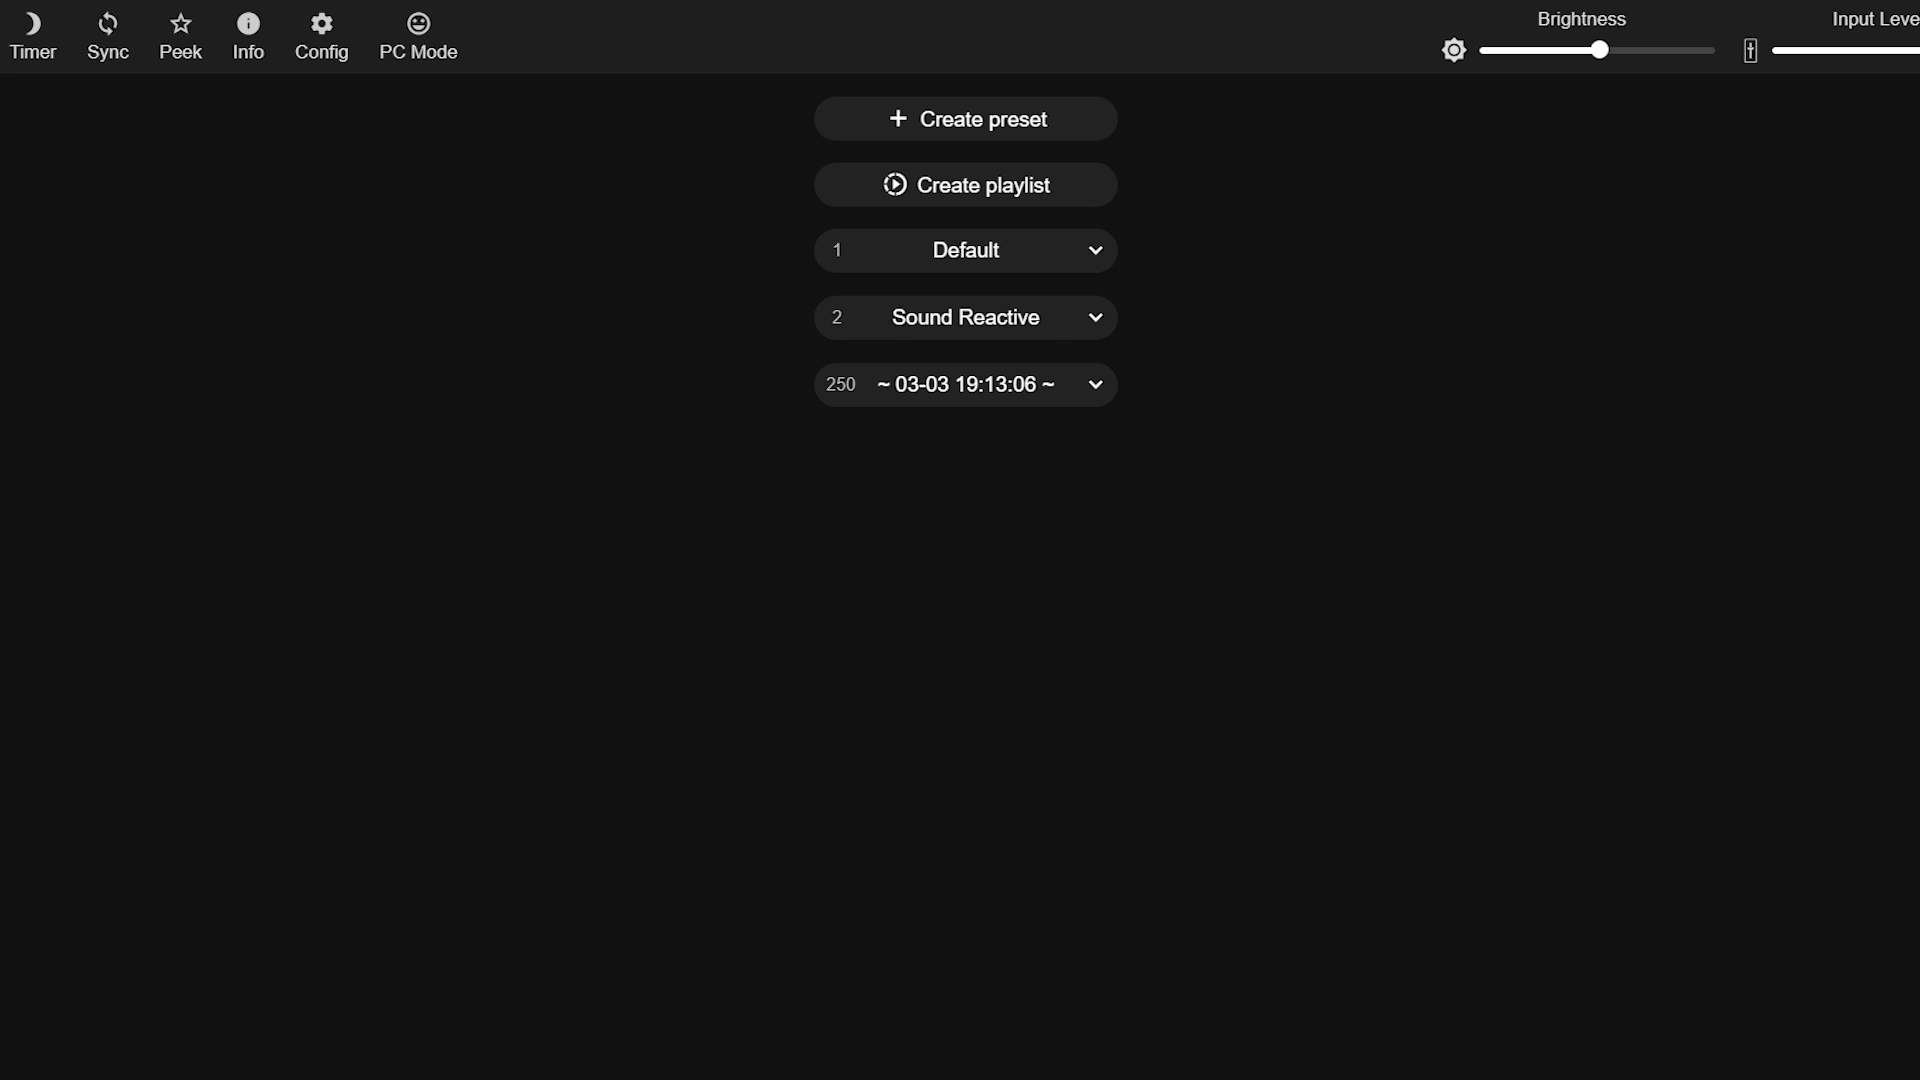 Timer Sync Peek Info Config PC Mode
Brightness
Input Leve
+ Create preset
Create playlist
1 Default
2 Sound Reactive
250 ~ 03-03 19:13:06 ~